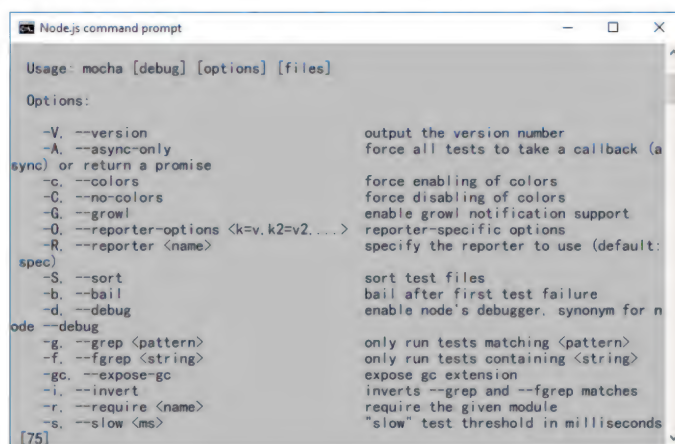 Node.js command prompt
Usage: mocha [debug] [options] [files]
Options:
-V, --version output the version number
-A, --async-only force all tests to take a callback (a
sync) or return a promise
-c, --colors force enabling of colors
-C, --no-colors force disabling of colors
-G, --growl enable growl notification support
-O, --reporter-options <k=v,k2=v2,...> reporter-specific options
-R, --reporter <name> specify the reporter to use (default:
spec)
-S, --sort sort test files
-b, --bail bail after first test failure
-d, --debug enable node's debugger, synonym for n
ode --debug
-g, --grep <pattern> only run tests matching <pattern>
-f, --fgrep <string> only run tests containing <string>
-gc, --expose-gc expose gc extension
-i, --invert inverts --grep and --fgrep matches
-r, --require <name> require the given module
-s, --slow <ms> "slow" test threshold in milliseconds
[75]